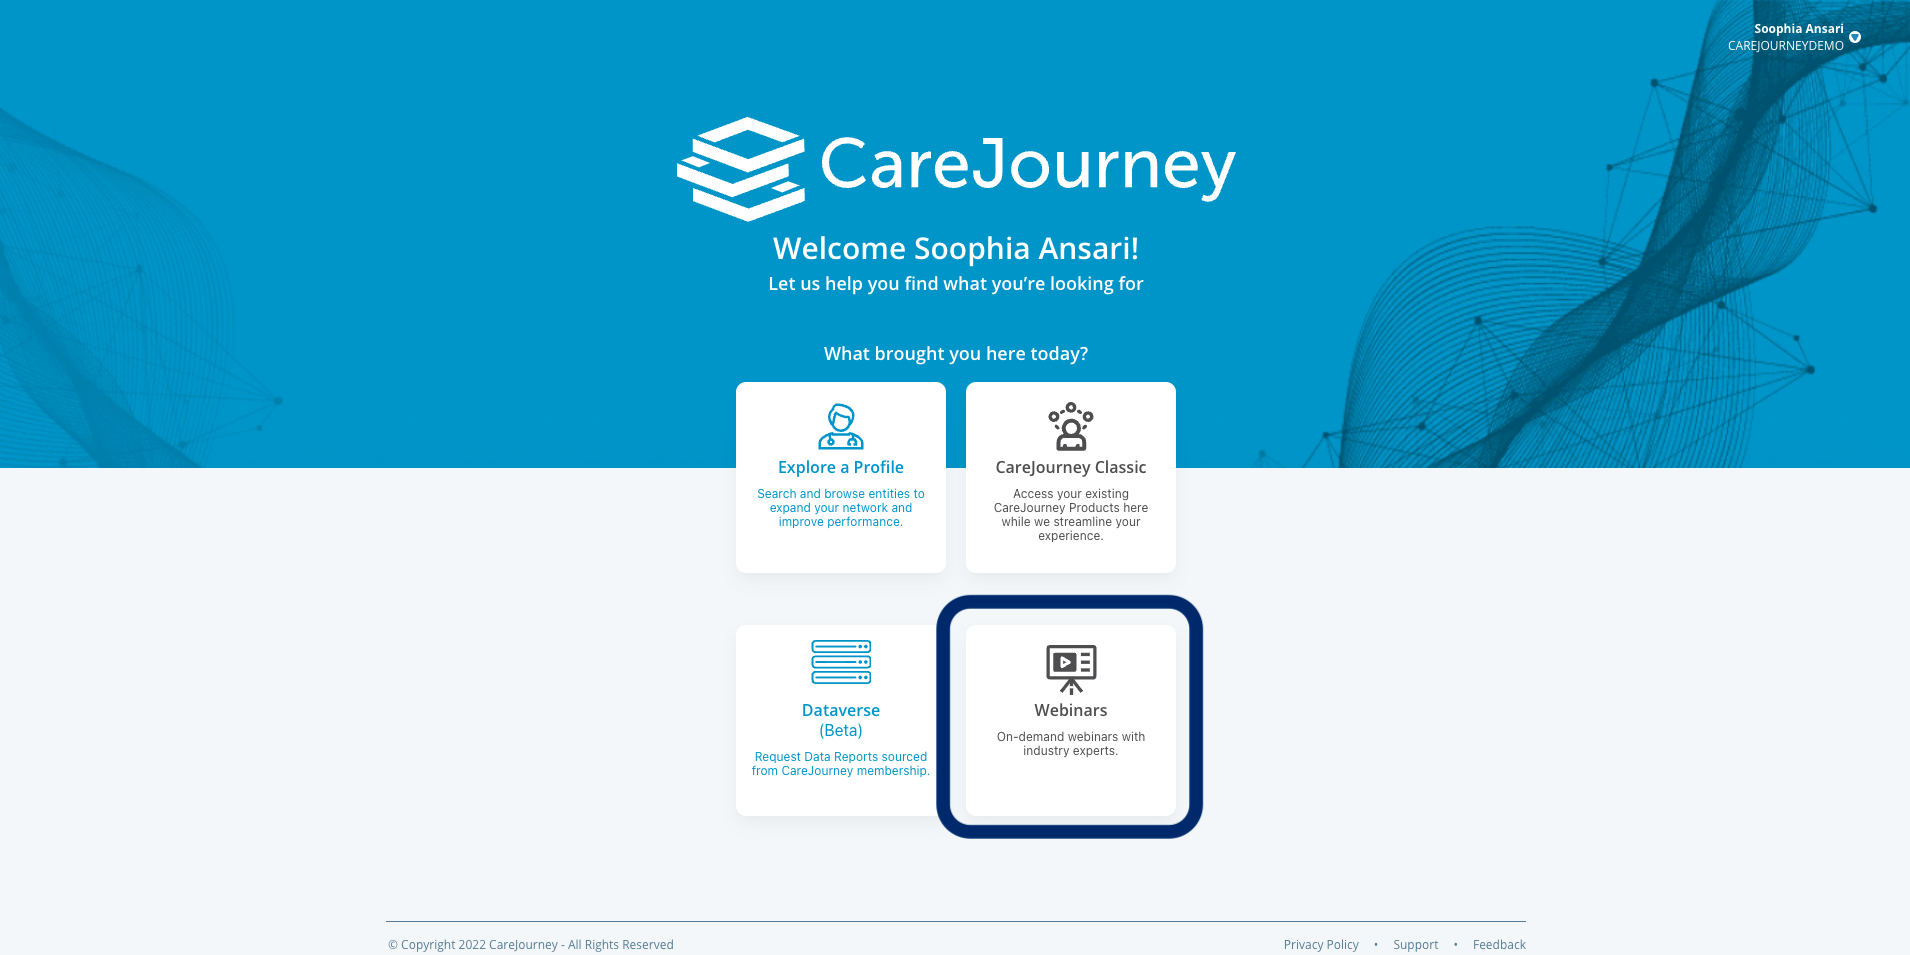 Soophia Ansari
CAREJOURNEYDEMO
CareJourney
Welcome Soophia Ansari!
Let us help you find what you’re looking for
What brought you here today?
Explore a Profile
Search and browse entities to
expand your network and
improve performance.
CareJourney Classic
Access your existing
CareJourney Products here
while we streamline your
experience.
Dataverse
(Beta)
Request Data Reports sourced
from CareJourney membership.
Webinars
On-demand webinars with
industry experts.
© Copyright 2022 CareJourney - All Rights Reserved
Privacy Policy • Support • Feedback